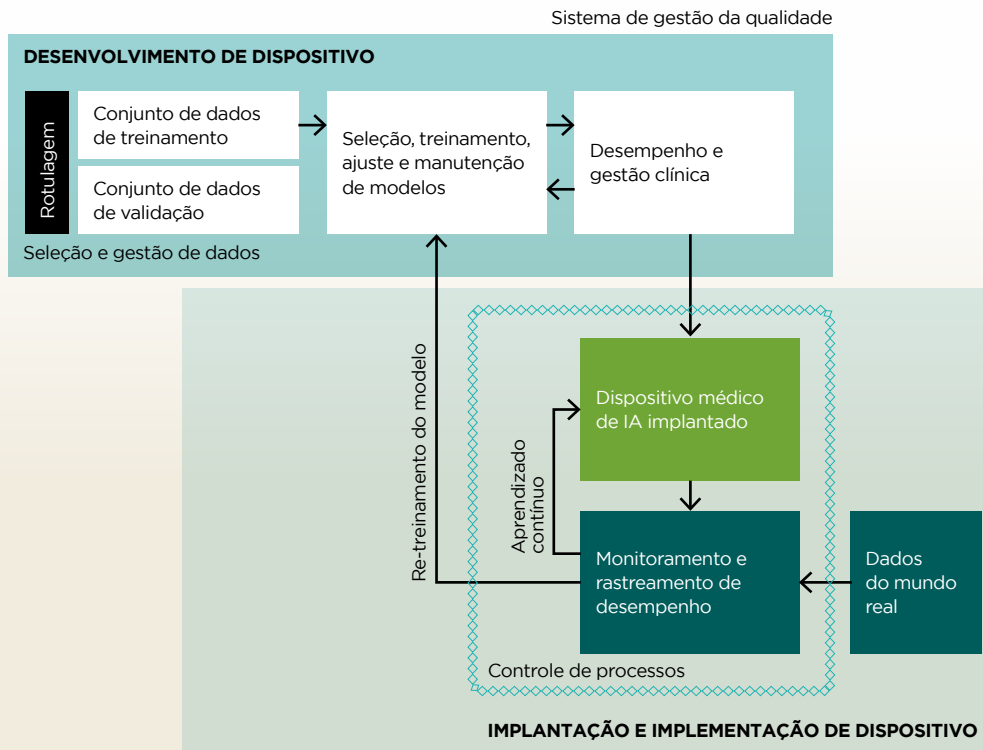 Sistema de gestão da qualidade
DESENVOLVIMENTO DE DISPOSITIVO
Rotulagem
Conjunto de dados
de treinamento
Conjunto de dados
de validação
Seleção, treinamento,
ajuste e manutenção
de modelos
Desempenho e
gestão clínica
Seleção e gestão de dados
Re-treinamento do modelo
Aprendizado
contínuo
Dispositivo médico
de IA implantado
Monitoramento e
rastreamento de
desempenho
Dados
do mundo
real
Controle de processos
IMPLANTAÇÃO E IMPLEMENTAÇÃO DE DISPOSITIVO